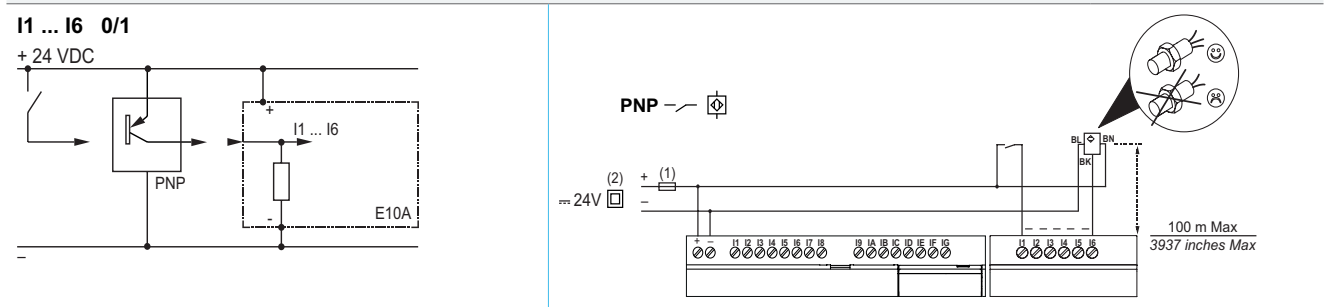 I1 ... I6 0/1
+ 24 VDC
+
I1 ... I6
PNP
-
E10A
–
PNP
BL
BN
BK
(2)
+
(1)
⎓ 24V
–
100 m Max
3937 inches Max
+ – I1 I2 I3 I4 I5 I6 I7 I8 I9 IA IB IC ID IE IF IG
I1 I2 I3 I4 I5 I6